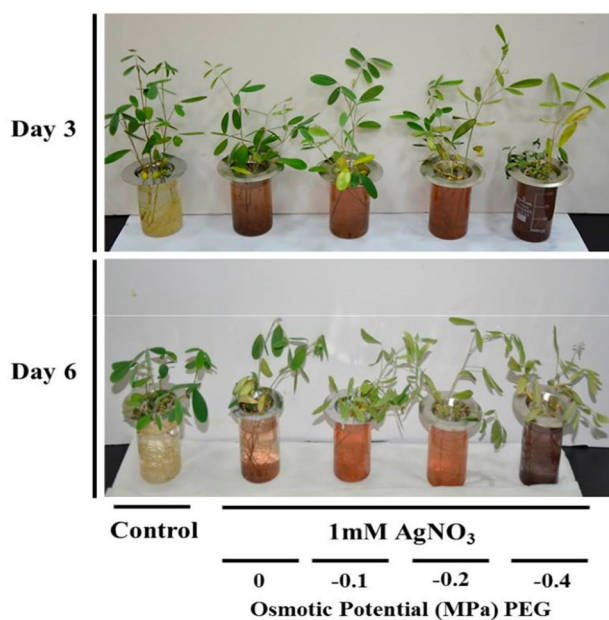 Day 3
Day 6
Control
1mM AgNO₃
0 -0.1 -0.2 -0.4
Osmotic Potential (MPa) PEG